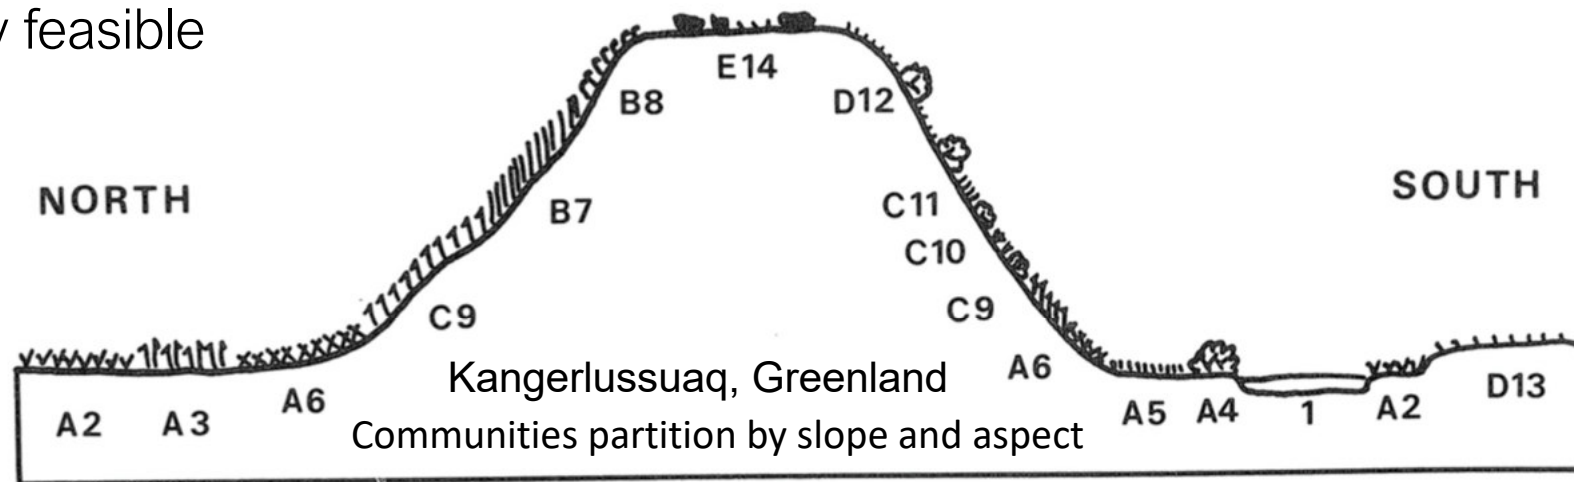 y feasible
E14
B8
D12
NORTH
SOUTH
B7
C11
C10
C9
C9
A6
Kangerlussuaq, Greenland
A6
D13
A2 A3
A5 A4 1 A2
Communities partition by slope and aspect